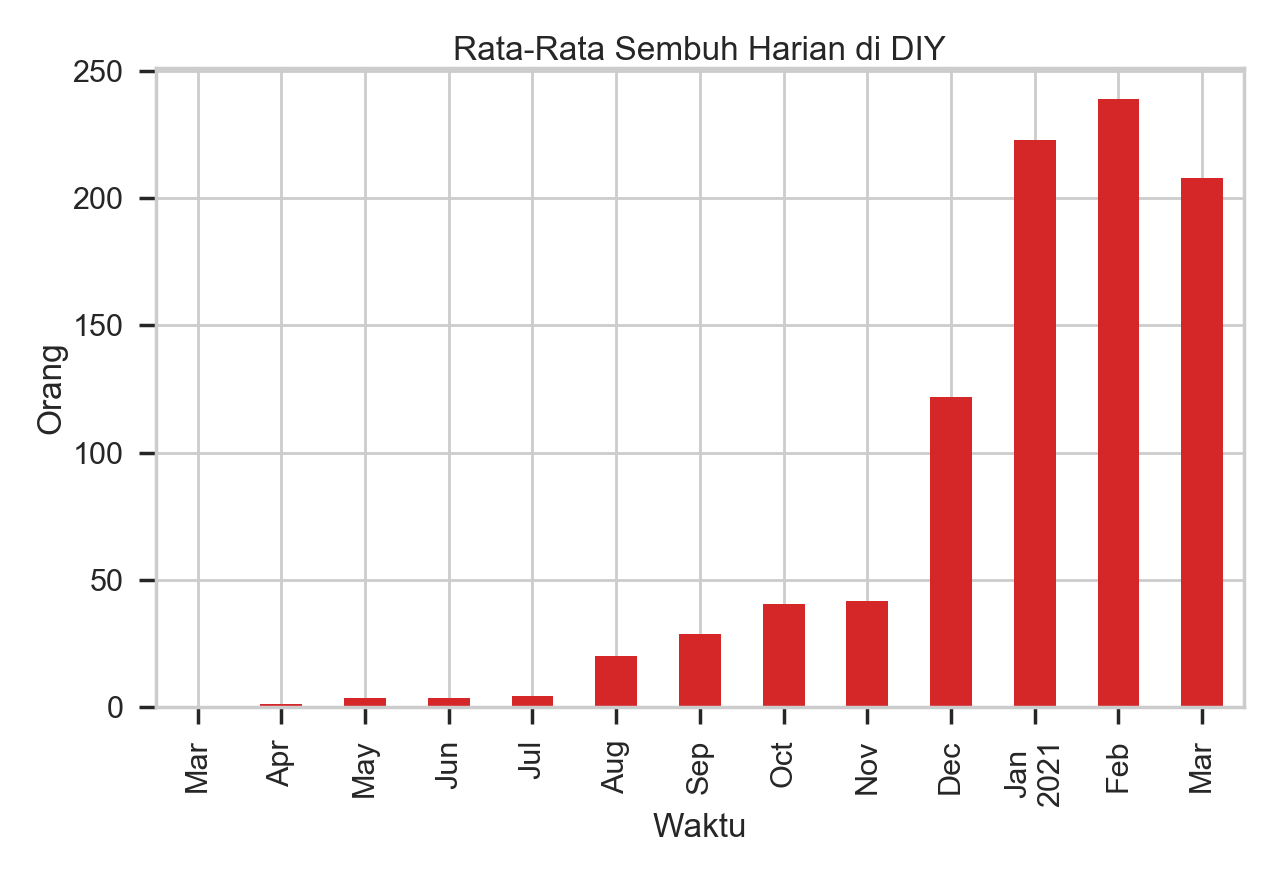 Rata-Rata Sembuh Harian di DIY
250
200
150
100
50
0
Orang
Mar
Apr
May
Jun
Jul
Aug
Sep
Oct
Nov
Dec
Jan
2021
Feb
Mar
Waktu